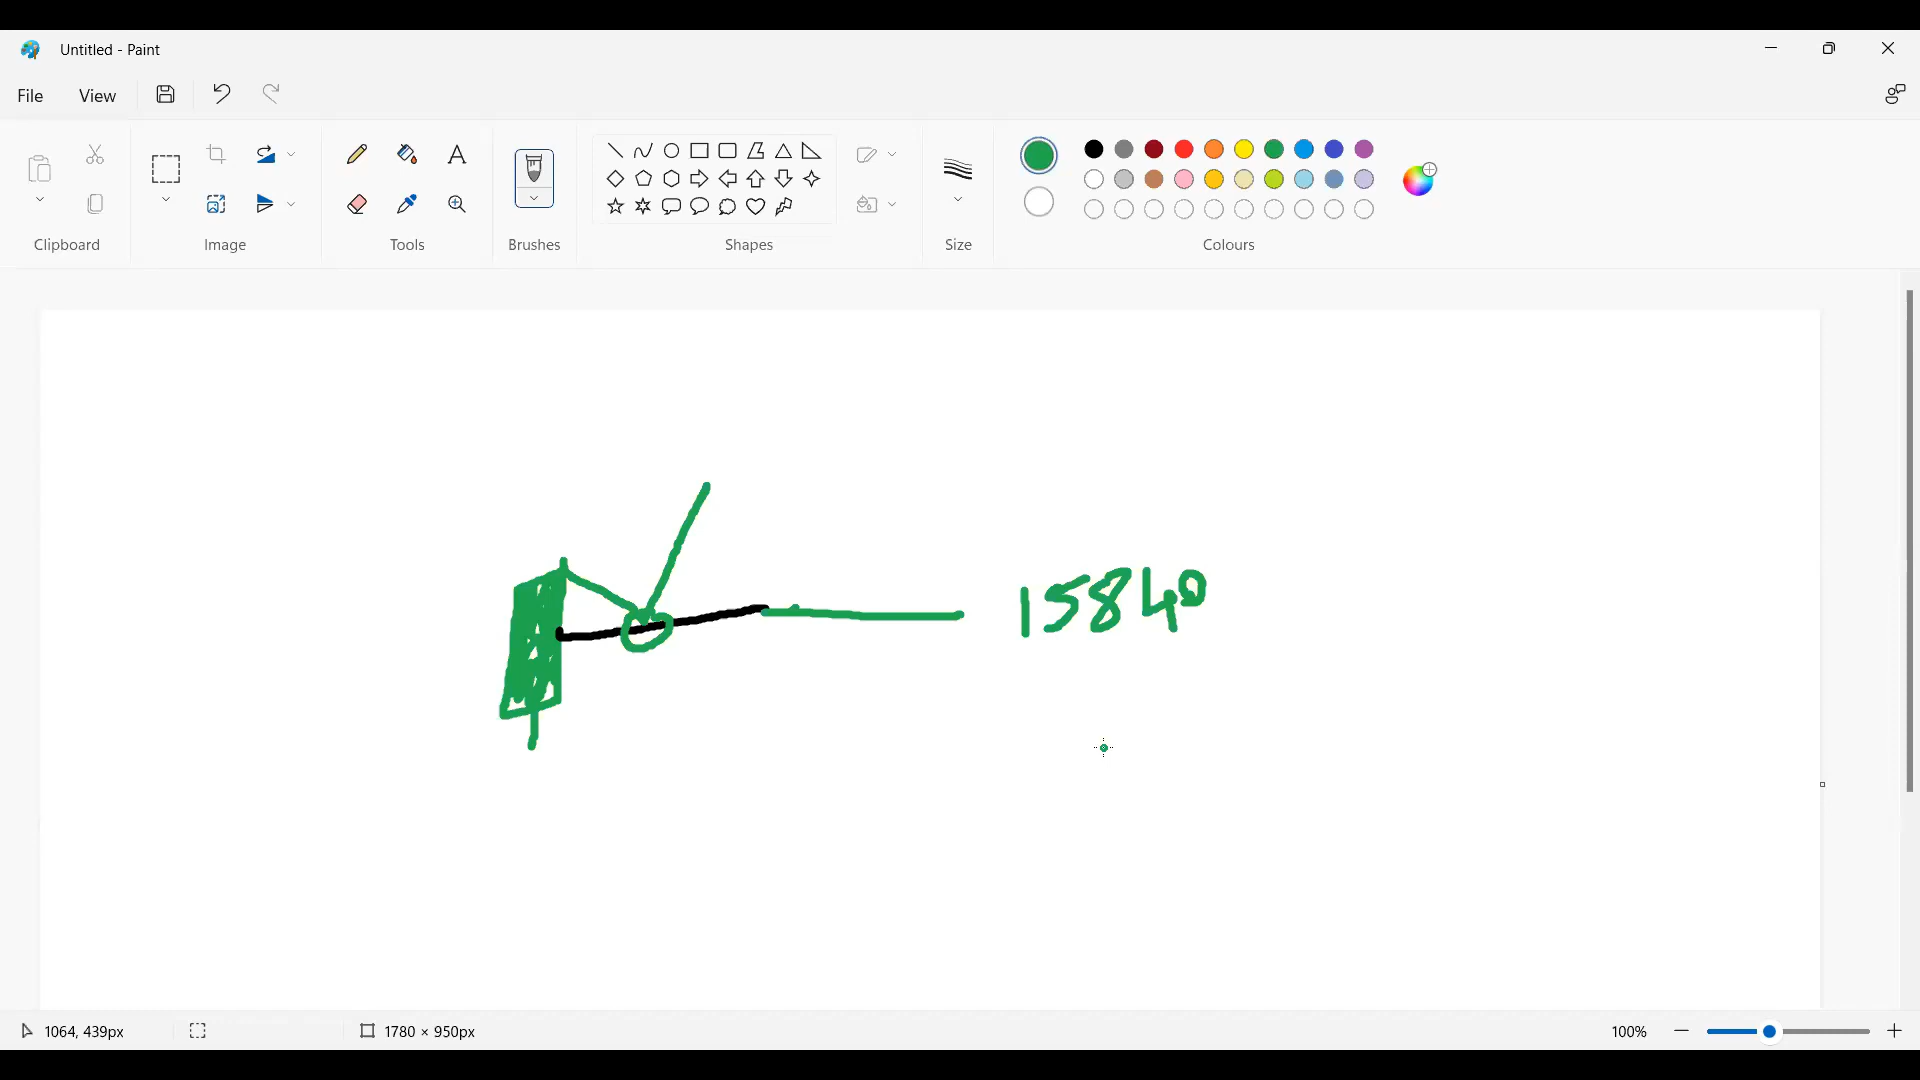 Untitled - Paint
File View
Clipboard Image Tools Brushes Shapes Size Colours
15840
1064, 439px 1780 × 950px 100%